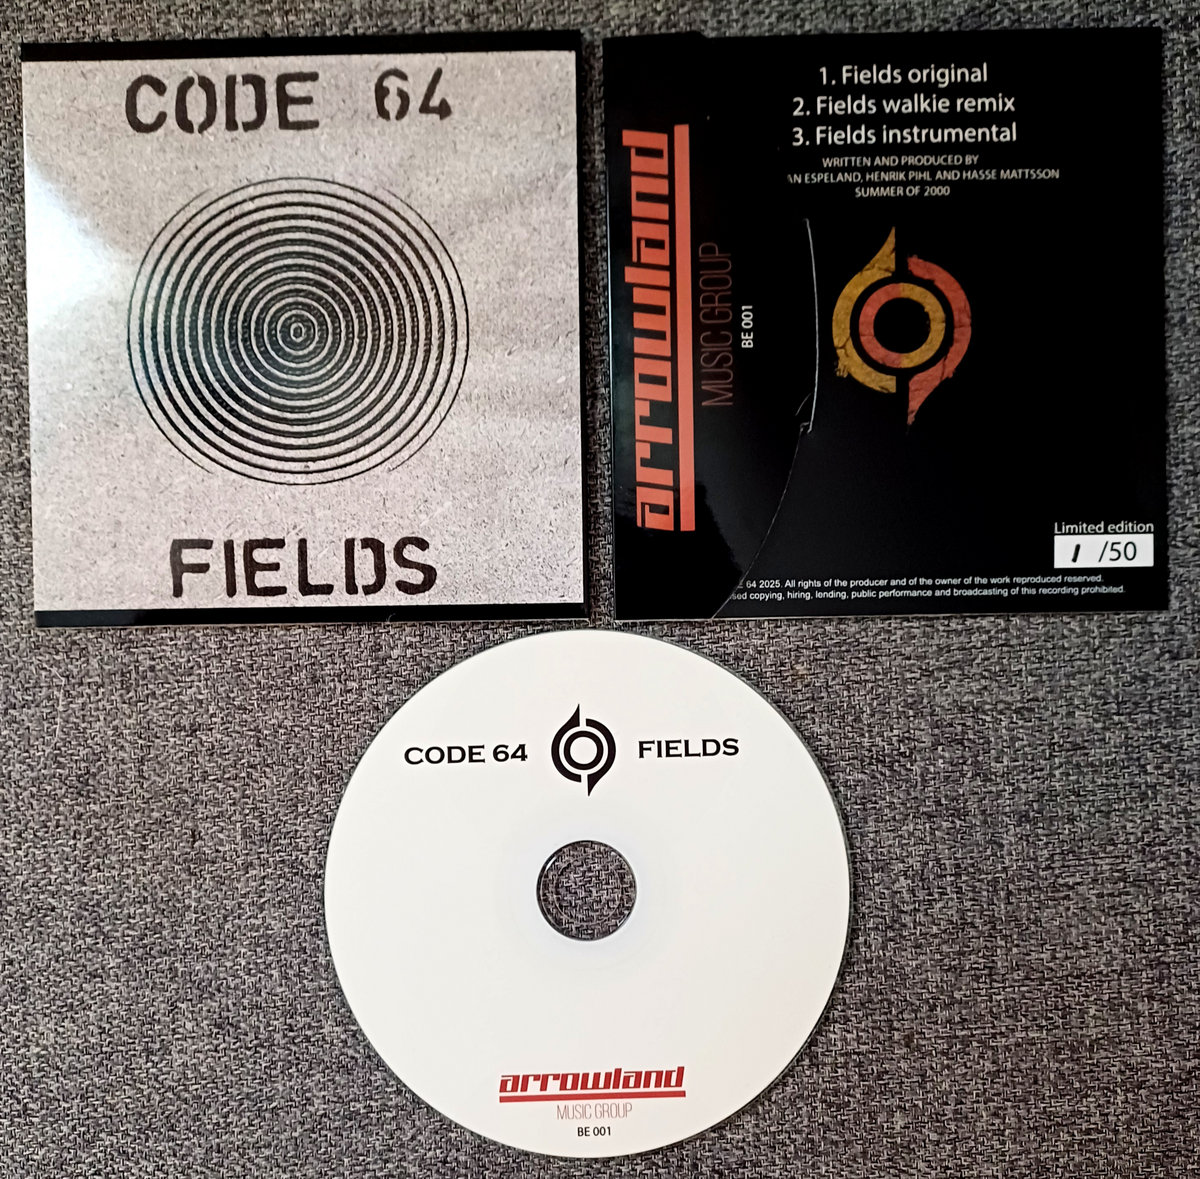 CODE 64
FIELDS
1. Fields original
2. Fields walkie remix
3. Fields instrumental
WRITTEN AND PRODUCED BY
ESPELAND, HENRIK PIHL AND HASSE MATTSSON
SUMMER OF 2000
arrowland
MUSIC GROUP
BE 001
Limited edition
1 /50
64 2025. All rights of the producer and of the owner of the work reproduced reserved.
copying, hiring, lending, public performance and broadcasting of this recording prohibited.
CODE 64 FIELDS
arrowland
MUSIC GROUP
BE 001